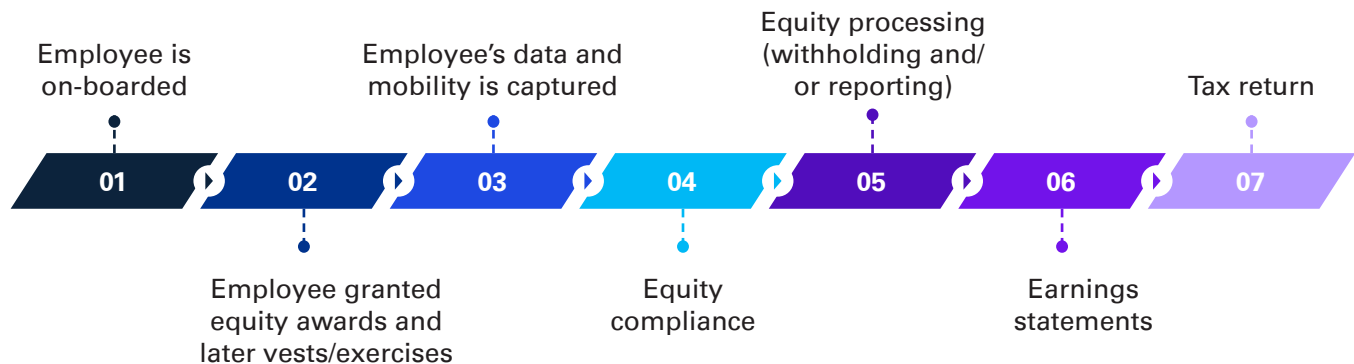 Employee is
on-boarded
Employee’s data and
mobility is captured
Equity processing
(withholding and/
or reporting)
Tax return
01
02
03
04
05
06
07
Employee granted
equity awards and
later vests/exercises
Equity
compliance
Earnings
statements